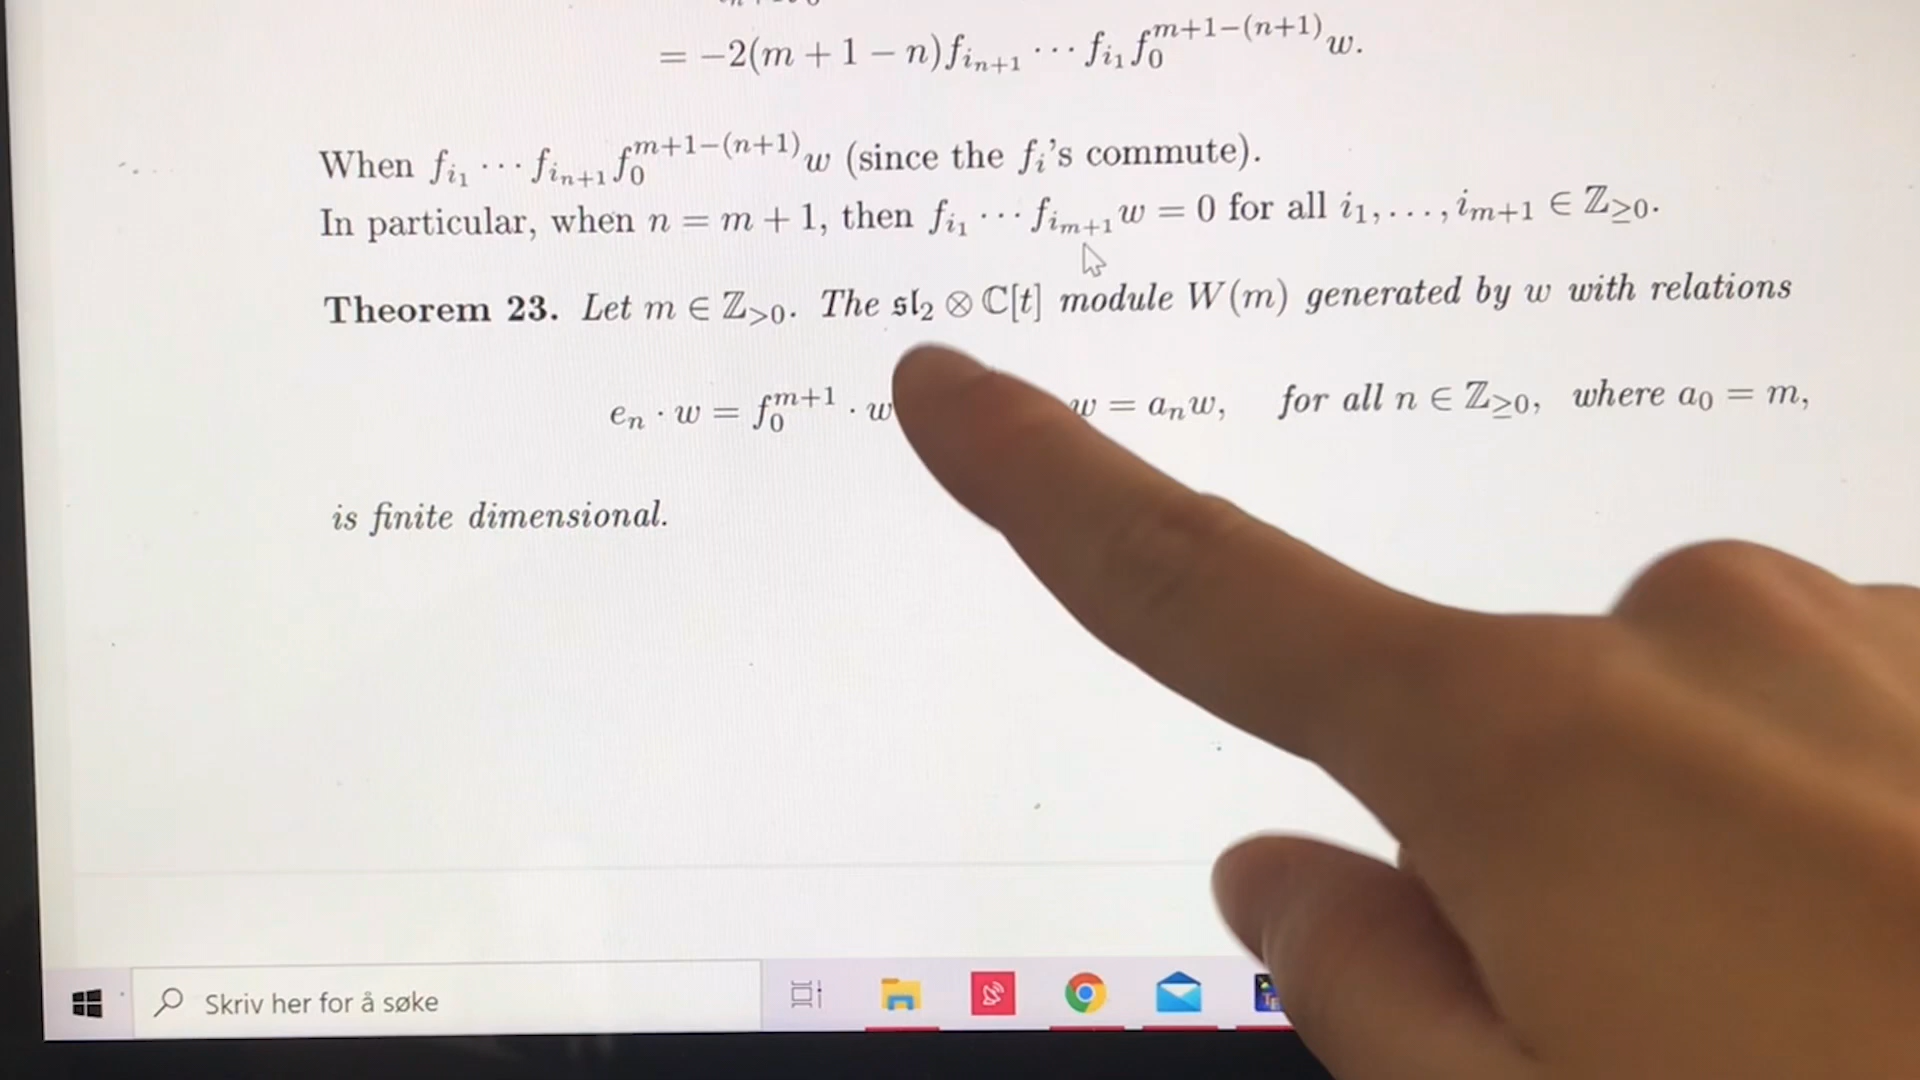 = −2(m + 1 − n)f_{i_{n+1}} ⋯ f_{i_1} f_0^{m+1−(n+1)} w.
When f_{i_1} ⋯ f_{i_{n+1}} f_0^{m+1−(n+1)} w (since the f_i's commute).
In particular, when n = m + 1, then f_{i_1} ⋯ f_{i_{m+1}} w = 0 for all i_1, …, i_{m+1} ∈ ℤ_{≥0}.
Theorem 23. Let m ∈ ℤ_{>0}. The 𝔰𝔩_2 ⊗ ℂ[t] module W(m) generated by w with relations
e_n · w = f_0^{m+1} · w w = a_n w, for all n ∈ ℤ_{≥0}, where a_0 = m,
is finite dimensional.
Skriv her for å søke